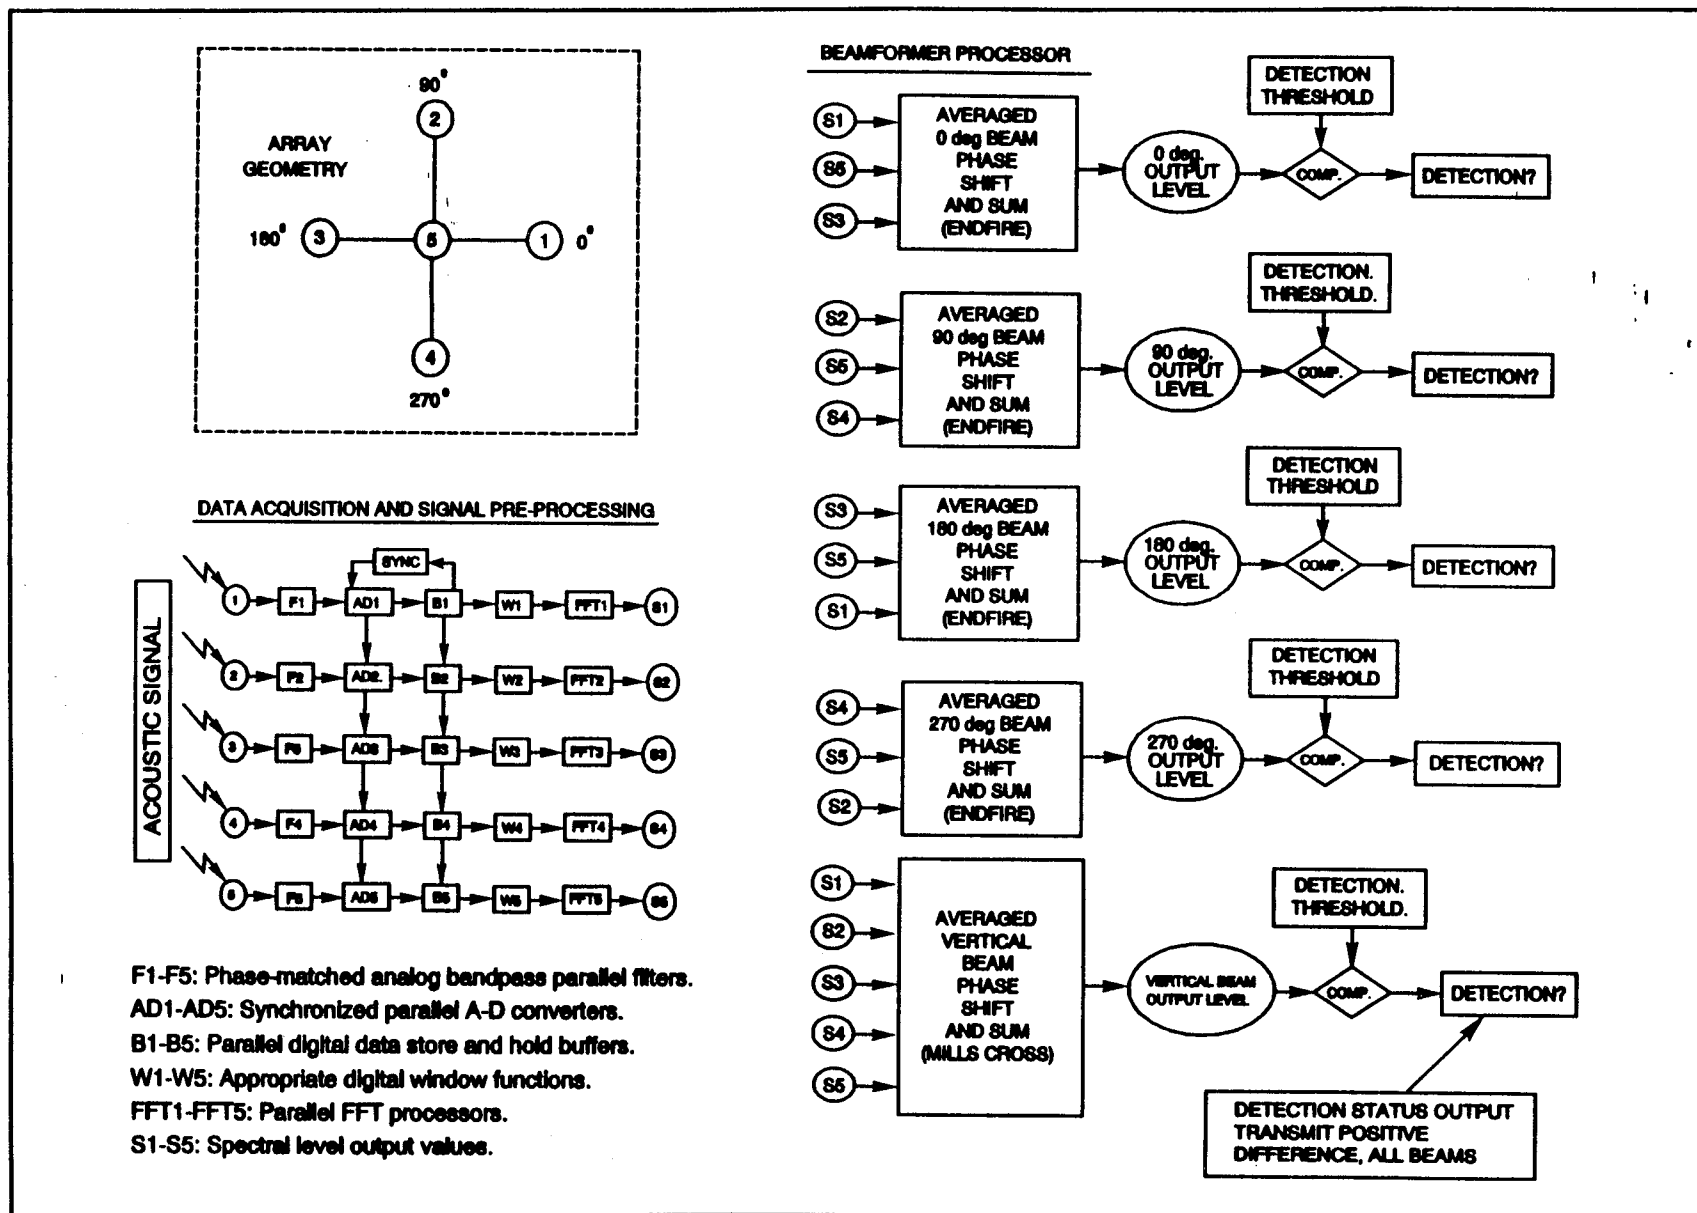 90°
2
ARRAY
GEOMETRY
180° 3 5 1 0°
4
270°
DATA ACQUISITION AND SIGNAL PRE-PROCESSING
ACOUSTIC SIGNAL
SYNC
1 F1 AD1 B1 W1 FFT1 S1
2 F2 AD2. B2 W2 FFT2 S2
3 AD3 B3 W3 FFT3 S3
4 F4 AD4 B4 W4 FFT4 S4
5 F5 AD5 B5 W5 FFT5 S5
F1-F5: Phase-matched analog bandpass parallel filters.
AD1-AD5: Synchronized parallel A-D converters.
B1-B5: Parallel digital data store and hold buffers.
W1-W5: Appropriate digital window functions.
FFT1-FFT5: Parallel FFT processors.
S1-S5: Spectral level output values.
BEAMFORMER PROCESSOR
S1
S5
S3
AVERAGED
0 deg BEAM
PHASE
SHIFT
AND SUM
(ENDFIRE)
0 deg.
OUTPUT
LEVEL
DETECTION
THRESHOLD
COMP.
DETECTION?
S2
S5
S4
AVERAGED
90 deg BEAM
PHASE
SHIFT
AND SUM
(ENDFIRE)
90 deg.
OUTPUT
LEVEL
DETECTION.
THRESHOLD.
COMP.
DETECTION?
S3
S5
S1
AVERAGED
180 deg BEAM
PHASE
SHIFT
AND SUM
(ENDFIRE)
180 deg.
OUTPUT
LEVEL
DETECTION
THRESHOLD
COMP.
DETECTION?
S4
S5
S2
AVERAGED
270 deg BEAM
PHASE
SHIFT
AND SUM
(ENDFIRE)
270 deg.
OUTPUT
LEVEL
DETECTION
THRESHOLD
COMP.
DETECTION?
S1
S2
S3
S4
S5
AVERAGED
VERTICAL
BEAM
PHASE
SHIFT
AND SUM
(MILLS CROSS)
VERTICAL BEAM
OUTPUT LEVEL
DETECTION.
THRESHOLD.
COMP.
DETECTION?
DETECTION STATUS OUTPUT
TRANSMIT POSITIVE
DIFFERENCE, ALL BEAMS